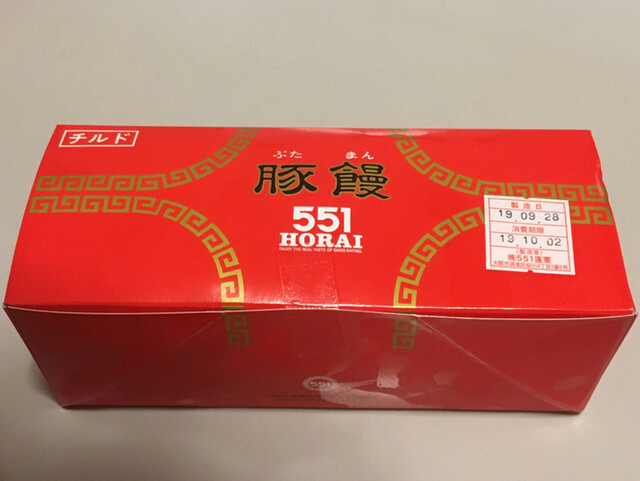 チルド
ぶた まん
豚饅
551
HORAI
ENJOY THE REAL TASTE OF GOOD EATING.
製造日
19.09.28
消費期限
19.10.02
(製造者)
㈱551蓬莱
551